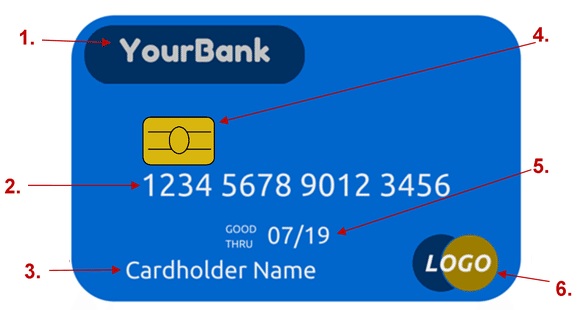 1.
YourBank
4.
2.
1234 5678 9012 3456
5.
GOOD
THRU
07/19
3.
Cardholder Name
LOGO
6.